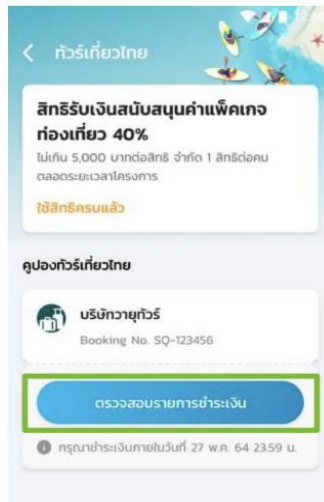 ทัวร์เที่ยวไทย
สิทธิรับเงินสนับสนุนค่าแพ็คเกจ
ท่องเที่ยว 40%
ไม่เกิน 5,000 บาทต่อสิทธิ จำกัด 1 สิทธิต่อคน
ตลอดระยะเวลาโครงการ
ใช้สิทธิครบแล้ว
คูปองทัวร์เที่ยวไทย
บริษัทวายุทัวร์
Booking No. SQ-123456
ตรวจสอบรายการชำระเงิน
กรุณาชำระเงินภายในวันที่ 27 พ.ค. 64 23.59 น.